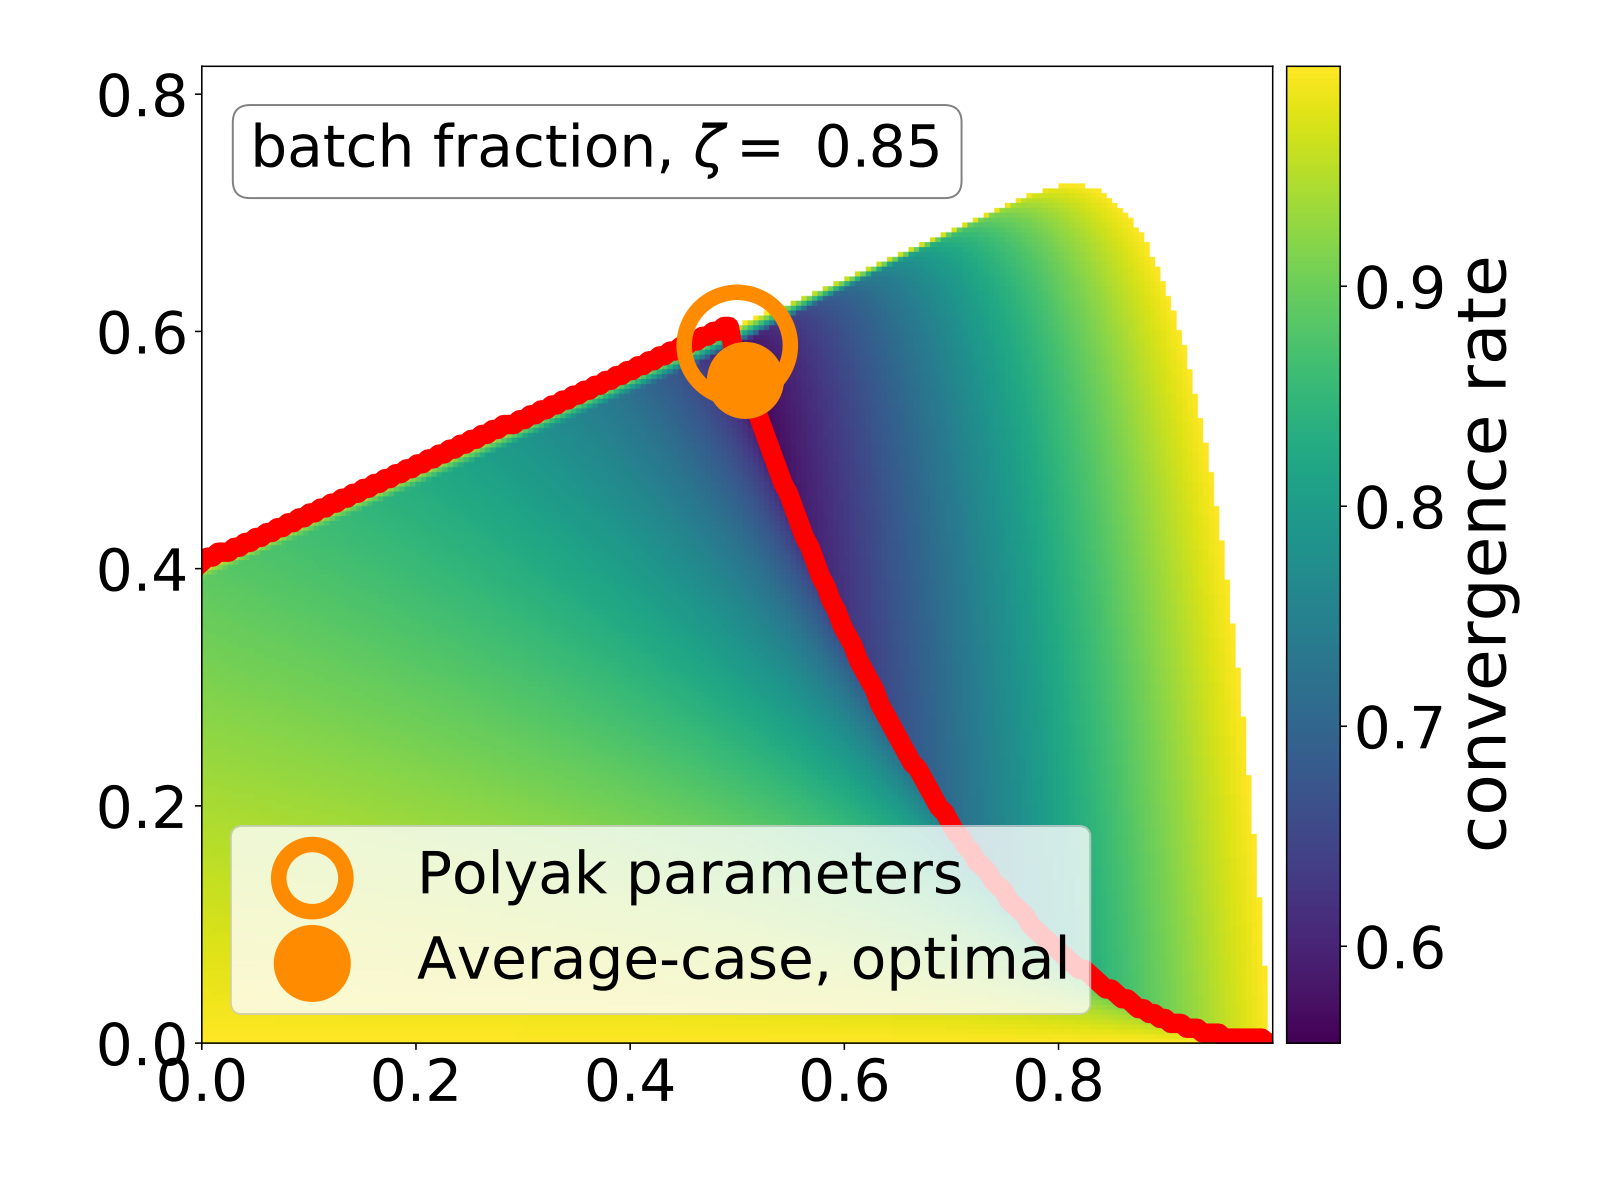 batch fraction, ζ = 0.85
0.8
0.6
0.4
0.2
0.0
0.0 0.2 0.4 0.6 0.8
Polyak parameters
Average-case, optimal
0.9
0.8
0.7
0.6
convergence rate